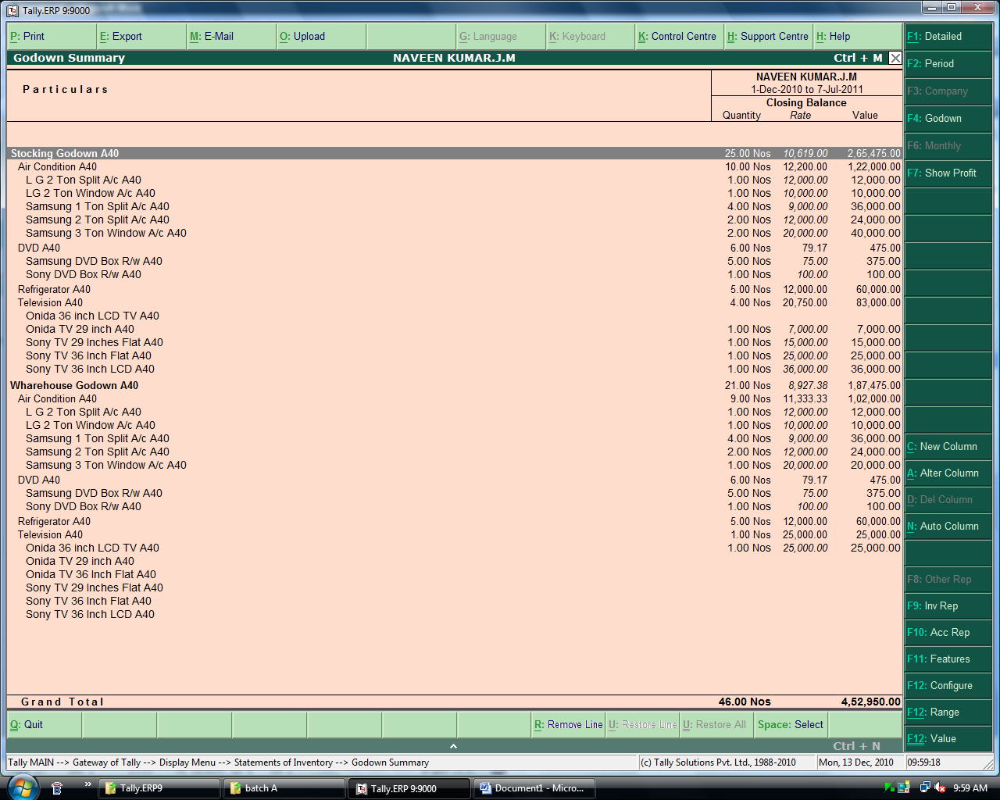 Tally.ERP 9:9000
P: Print E: Export M: E-Mail O: Upload G: Language K: Keyboard K: Control Centre H: Support Centre H: Help
Godown Summary NAVEEN KUMAR.J.M Ctrl + M
Particulars
NAVEEN KUMAR.J.M
1-Dec-2010 to 7-Jul-2011
Closing Balance
Quantity Rate Value
Stocking Godown A40 25.00 Nos 10,619.00 2,65,475.00
Air Condition A40 10.00 Nos 12,200.00 1,22,000.00
L G 2 Ton Split A/c A40 1.00 Nos 12,000.00 12,000.00
LG 2 Ton Window A/c A40 1.00 Nos 10,000.00 10,000.00
Samsung 1 Ton Split A/c A40 4.00 Nos 9,000.00 36,000.00
Samsung 2 Ton Split A/c A40 2.00 Nos 12,000.00 24,000.00
Samsung 3 Ton Window A/c A40 2.00 Nos 20,000.00 40,000.00
DVD A40 6.00 Nos 79.17 475.00
Samsung DVD Box R/w A40 5.00 Nos 75.00 375.00
Sony DVD Box R/w A40 1.00 Nos 100.00 100.00
Refrigerator A40 5.00 Nos 12,000.00 60,000.00
Television A40 4.00 Nos 20,750.00 83,000.00
Onida 36 inch LCD TV A40
Onida TV 29 inch A40 1.00 Nos 7,000.00 7,000.00
Sony TV 29 Inches Flat A40 1.00 Nos 15,000.00 15,000.00
Sony TV 36 Inch Flat A40 1.00 Nos 25,000.00 25,000.00
Sony TV 36 Inch LCD A40 1.00 Nos 36,000.00 36,000.00
Wharehouse Godown A40 21.00 Nos 8,927.38 1,87,475.00
Air Condition A40 9.00 Nos 11,333.33 1,02,000.00
L G 2 Ton Split A/c A40 1.00 Nos 12,000.00 12,000.00
LG 2 Ton Window A/c A40 1.00 Nos 10,000.00 10,000.00
Samsung 1 Ton Split A/c A40 4.00 Nos 9,000.00 36,000.00
Samsung 2 Ton Split A/c A40 2.00 Nos 12,000.00 24,000.00
Samsung 3 Ton Window A/c A40 1.00 Nos 20,000.00 20,000.00
DVD A40 6.00 Nos 79.17 475.00
Samsung DVD Box R/w A40 5.00 Nos 75.00 375.00
Sony DVD Box R/w A40 1.00 Nos 100.00 100.00
Refrigerator A40 5.00 Nos 12,000.00 60,000.00
Television A40 1.00 Nos 25,000.00 25,000.00
Onida 36 inch LCD TV A40 1.00 Nos 25,000.00 25,000.00
Onida TV 29 inch A40
Onida TV 36 Inch Flat A40
Sony TV 29 Inches Flat A40
Sony TV 36 Inch Flat A40
Sony TV 36 Inch LCD A40
Grand Total 46.00 Nos 4,52,950.00
F1: Detailed
F2: Period
F3: Company
F4: Godown
F6: Monthly
F7: Show Profit
C: New Column
A: Alter Column
D: Del Column
N: Auto Column
F8: Other Rep
F9: Inv Rep
F10: Acc Rep
F11: Features
F12: Configure
F12: Range
F12: Value
Q: Quit R: Remove Line U: Restore Line U: Restore All Space: Select
Ctrl + N
Tally MAIN --> Gateway of Tally --> Display Menu --> Statements of Inventory --> Godown Summary (c) Tally Solutions Pvt. Ltd., 1988-2010 Mon, 13 Dec, 2010 09:59:18
Tally.ERP9 batch A Tally.ERP 9:9000 Document1 - Micro... 9:59 AM